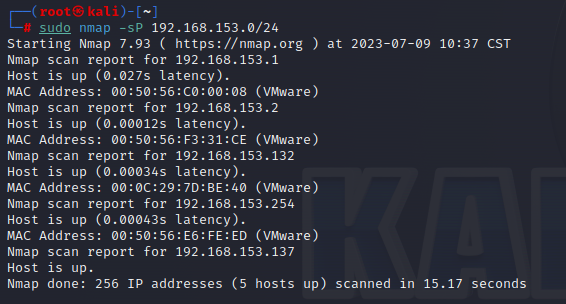 ┌──(root㉿kali)-[~]
└─# sudo nmap -sP 192.168.153.0/24
Starting Nmap 7.93 ( https://nmap.org ) at 2023-07-09 10:37 CST
Nmap scan report for 192.168.153.1
Host is up (0.027s latency).
MAC Address: 00:50:56:C0:00:08 (VMware)
Nmap scan report for 192.168.153.2
Host is up (0.00012s latency).
MAC Address: 00:50:56:F3:31:CE (VMware)
Nmap scan report for 192.168.153.132
Host is up (0.00034s latency).
MAC Address: 00:0C:29:7D:BE:40 (VMware)
Nmap scan report for 192.168.153.254
Host is up (0.00043s latency).
MAC Address: 00:50:56:E6:FE:ED (VMware)
Nmap scan report for 192.168.153.137
Host is up.
Nmap done: 256 IP addresses (5 hosts up) scanned in 15.17 seconds
KAL